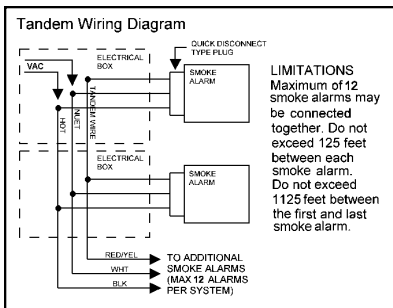 Tandem Wiring Diagram
QUICK DISCONNECT
TYPE PLUG
ELECTRICAL
BOX
VAC
SMOKE
ALARM
TANDEM WIRE
NUET
HOT
ELECTRICAL
BOX
SMOKE
ALARM
RED/YEL
WHT
BLK
TO ADDITIONAL
SMOKE ALARMS
(MAX 12 ALARMS
PER SYSTEM)
LIMITATIONS
Maximum of 12
smoke alarms may
be connected
together. Do not
exceed 125 feet
between each
smoke alarm.
Do not exceed
1125 feet between
the first and last
smoke alarm.